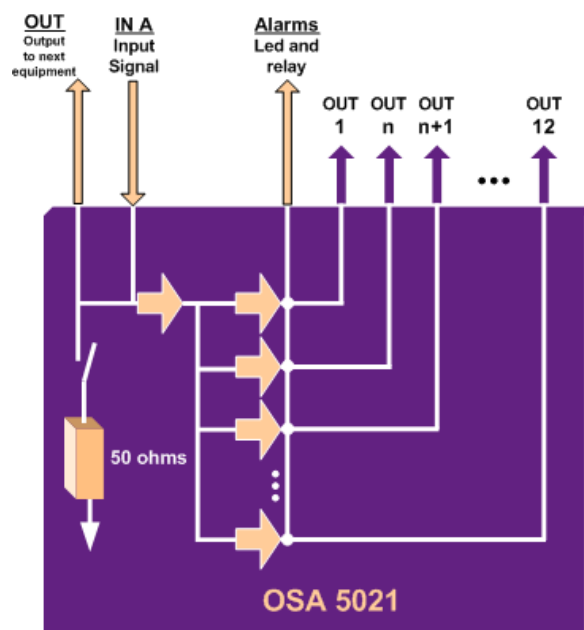 OUT
Output
to next
equipment
IN A
Input
Signal
Alarms
Led and
relay
OUT
1
OUT
n
OUT
n+1
OUT
12
50 ohms
OSA 5021